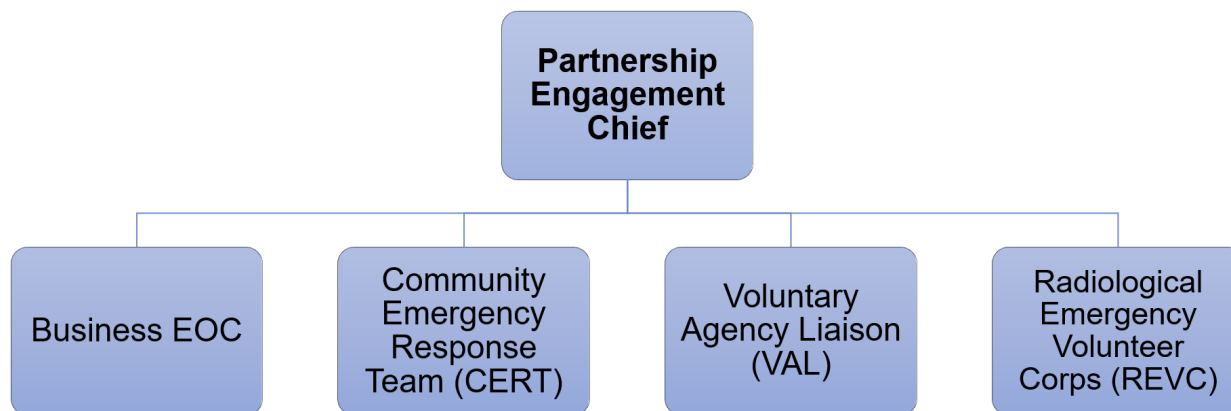 Partnership
Engagement
Chief
Business EOC
Community
Emergency
Response
Team (CERT)
Voluntary
Agency Liaison
(VAL)
Radiological
Emergency
Volunteer
Corps (REVC)